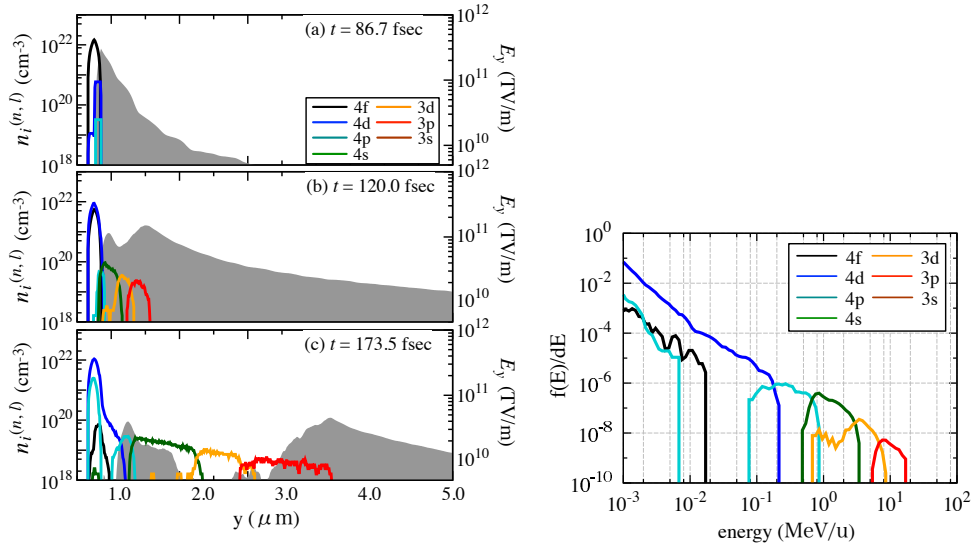 (a) t = 86.7 fsec
n_i^(n, l) (cm^-3)
10^22
10^20
10^18
10^12
10^11
10^10
10^12
E_y (TV/m)
4f 3d
4d 3p
4p 3s
4s
(b) t = 120.0 fsec
n_i^(n, l) (cm^-3)
10^22
10^20
10^18
10^11
10^10
10^12
E_y (TV/m)
(c) t = 173.5 fsec
n_i^(n, l) (cm^-3)
10^22
10^20
10^18
10^11
10^10
E_y (TV/m)
1.0 2.0 3.0 4.0 5.0
y (μm)
f(E)/dE
10^0
10^-2
10^-4
10^-6
10^-8
10^-10
4f 3d
4d 3p
4p 3s
4s
10^-3 10^-2 10^-1 10^0 10^1 10^2
energy (MeV/u)